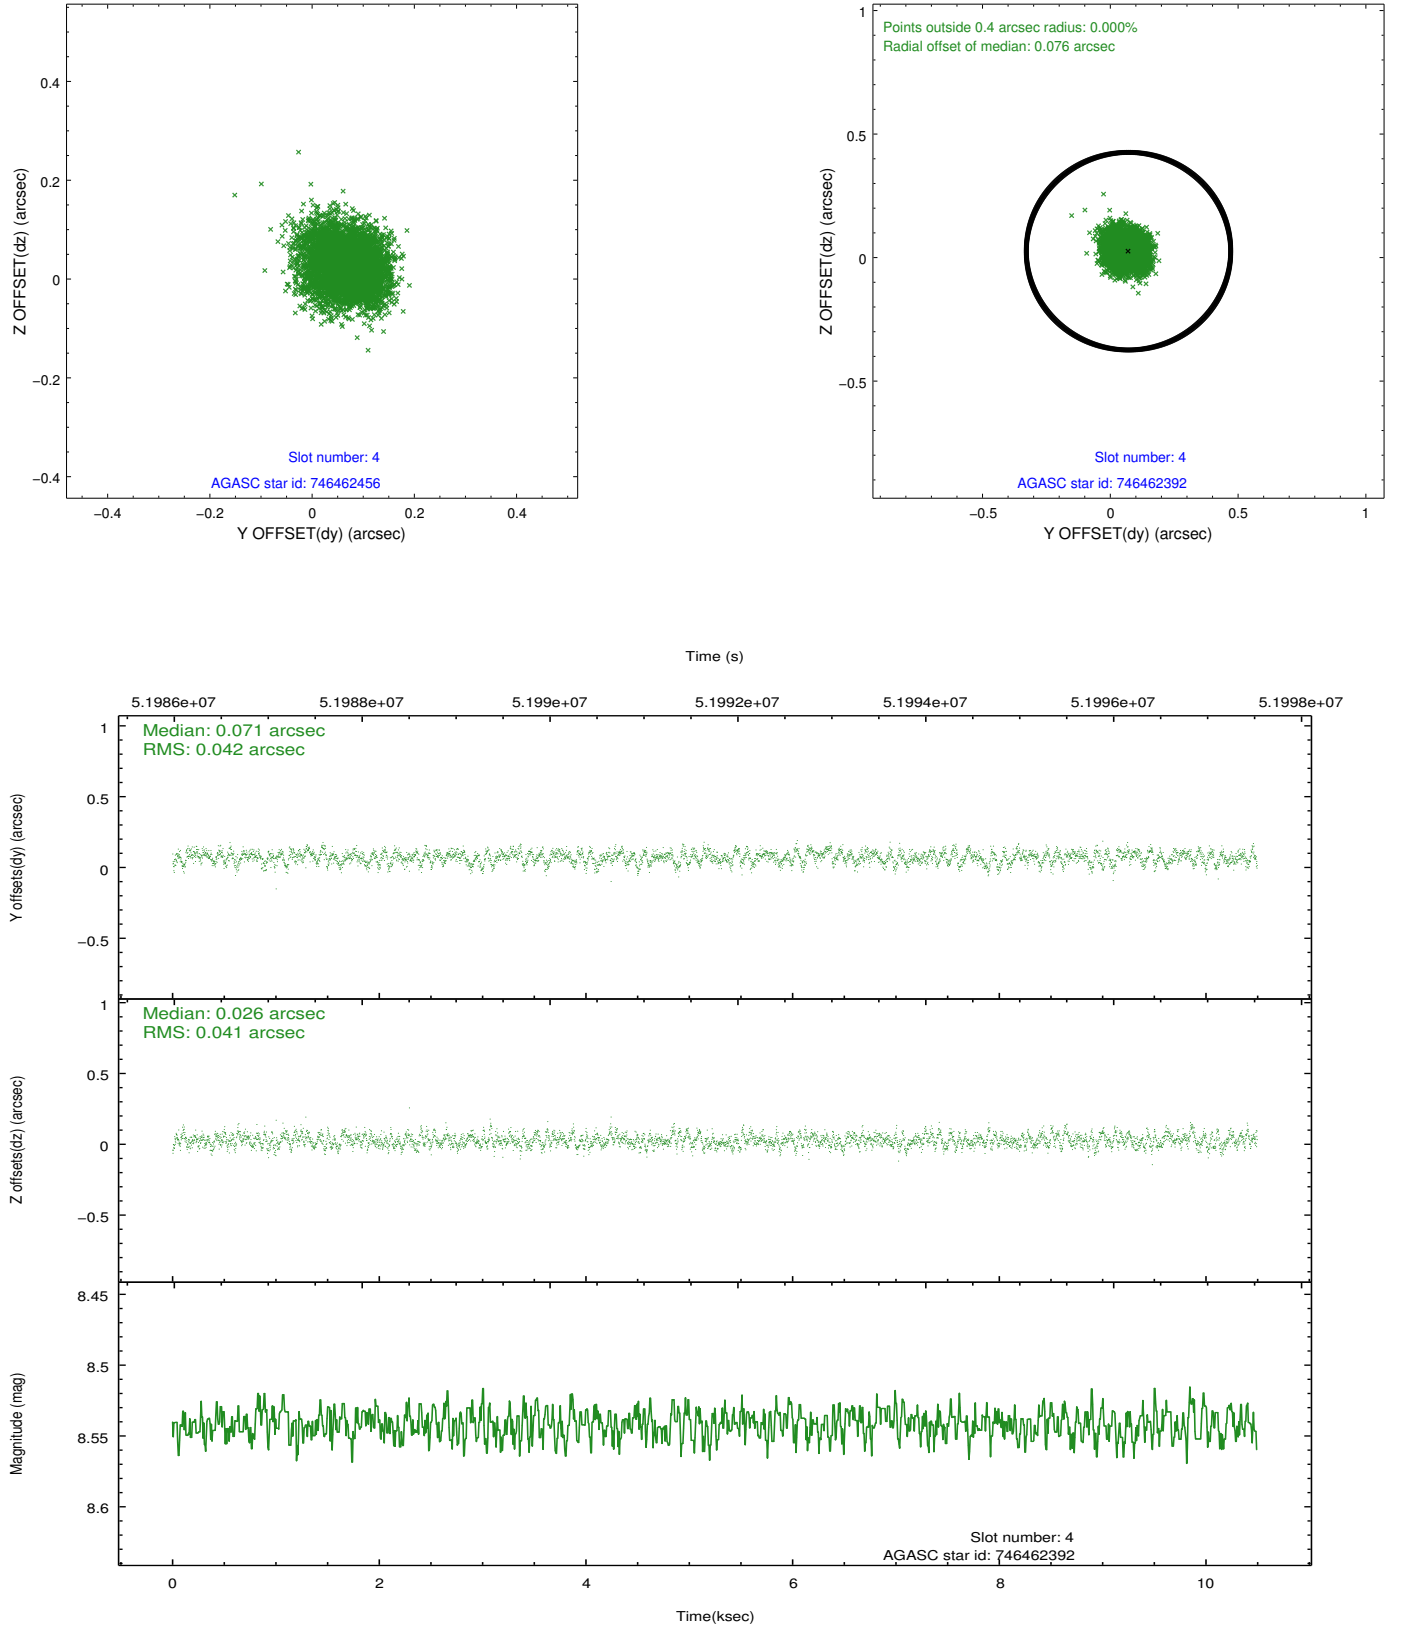 0.4
0.2
0
−0.2
−0.4
Z OFFSET(dz) (arcsec)
Slot number: 4
AGASC star id: 746462456
−0.4 −0.2 0 0.2 0.4
Y OFFSET(dy) (arcsec)
1
0.5
0
−0.5
Z OFFSET(dz) (arcsec)
Points outside 0.4 arcsec radius: 0.000%
Radial offset of median: 0.076 arcsec
Slot number: 4
AGASC star id: 746462392
−0.5 0 0.5 1
Y OFFSET(dy) (arcsec)
Time (s)
5.1986e+07 5.1988e+07 5.199e+07 5.1992e+07 5.1994e+07 5.1996e+07 5.1998e+07
Median: 0.071 arcsec
RMS: 0.042 arcsec
1
0.5
0
−0.5
Y offsets(dy) (arcsec)
Median: 0.026 arcsec
RMS: 0.041 arcsec
1
0.5
0
−0.5
Z offsets(dz) (arcsec)
8.45
8.5
8.55
8.6
Magnitude (mag)
Slot number: 4
AGASC star id: 746462392
0 2 4 6 8 10
Time(ksec)